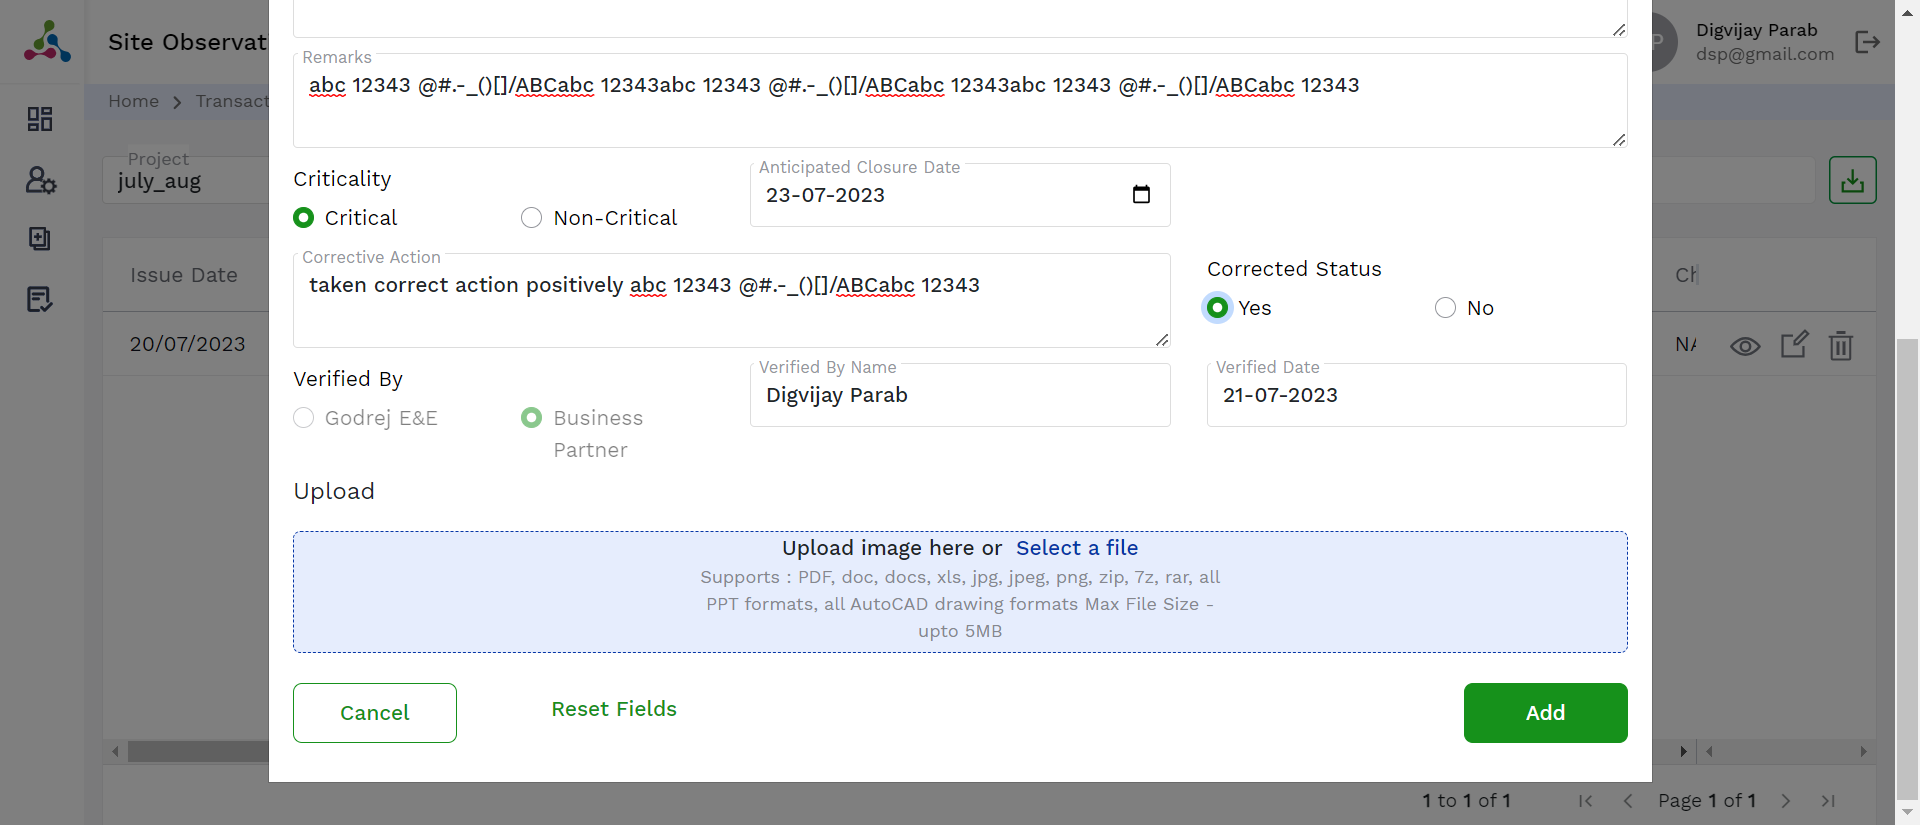 Site Observat
P
Digvijay Parab
dsp@gmail.com
Home
Transact
Project
july_aug
Issue Date
20/07/2023
Remarks
abc 12343 @#.-_()[]/ABCabc 12343abc 12343 @#.-_()[]/ABCabc 12343abc 12343 @#.-_()[]/ABCabc 12343
Criticality
Critical
Non-Critical
Anticipated Closure Date
23-07-2023
Corrective Action
taken correct action positively abc 12343 @#.-_()[]/ABCabc 12343
Corrected Status
Yes
No
Verified By
Godrej E&E
Business
Partner
Verified By Name
Digvijay Parab
Verified Date
21-07-2023
Upload
Upload image here or Select a file
Supports : PDF, doc, docs, xls, jpg, jpeg, png, zip, 7z, rar, all
PPT formats, all AutoCAD drawing formats Max File Size -
upto 5MB
Cancel
Reset Fields
Add
1 to 1 of 1
Page 1 of 1